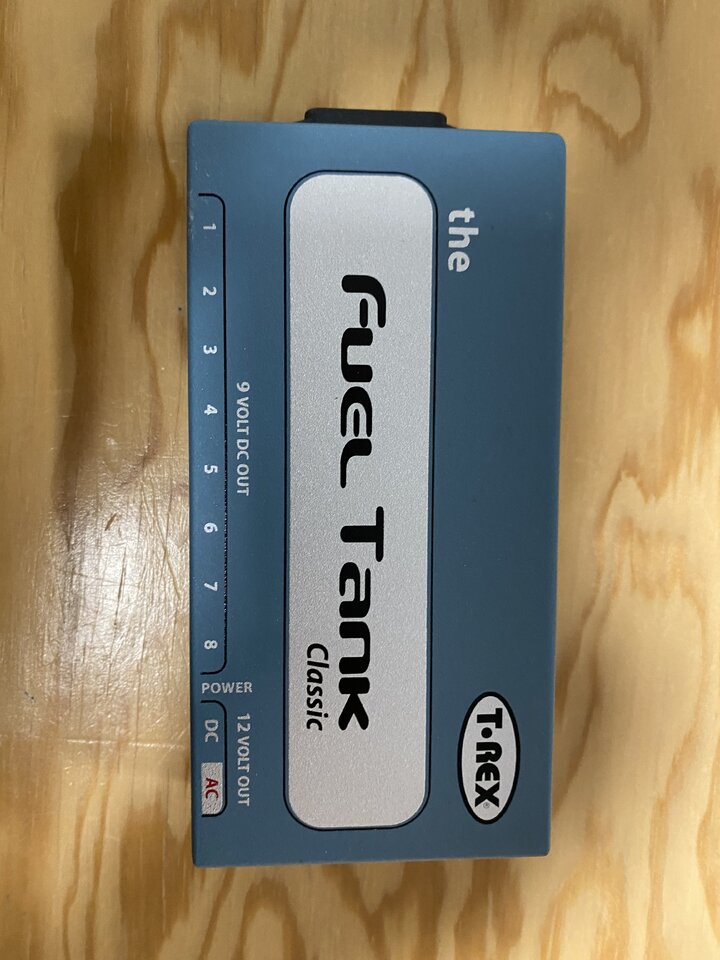 the
T•REX®
Fuel Tank
Classic
9 VOLT DC OUT
12 VOLT OUT
1 2 3 4 5 6 7 8
POWER
DC AC